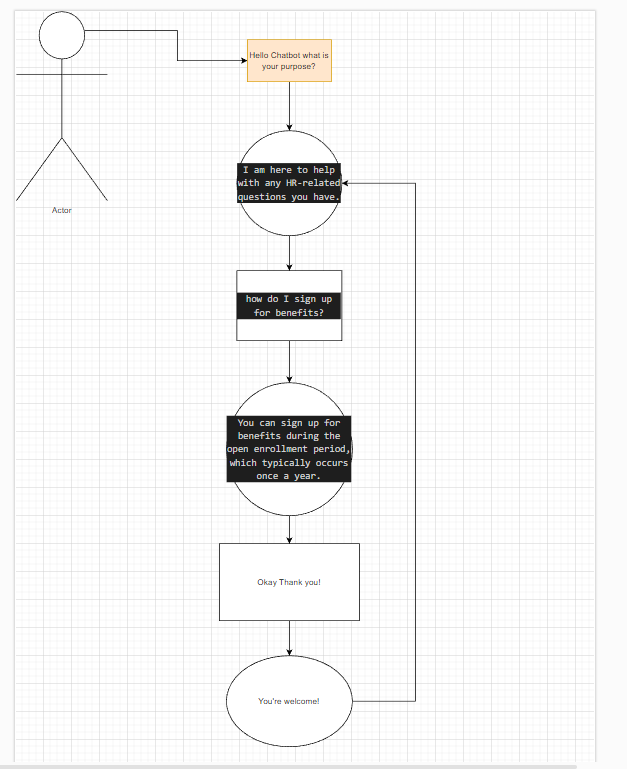 Hello Chatbot what is
your purpose?
I am here to help
with any HR-related
questions you have.
Actor
how do I sign up
for benefits?
You can sign up for
benefits during the
open enrollment period,
which typically occurs
once a year.
Okay Thank you!
You're welcome!